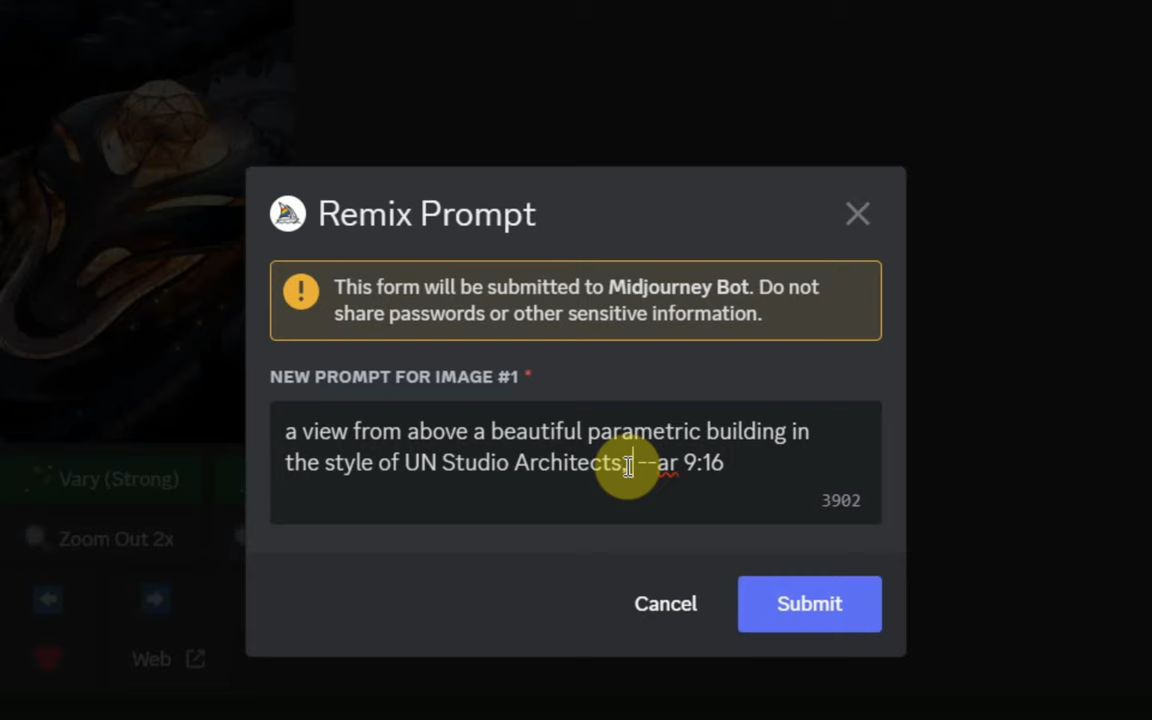 Remix Prompt
This form will be submitted to Midjourney Bot. Do not
share passwords or other sensitive information.
NEW PROMPT FOR IMAGE #1 *
a view from above a beautiful parametric building in
the style of UN Studio Architects, --ar 9:16
3902
Vary (Strong)
Zoom Out 2x
Cancel
Submit
Web